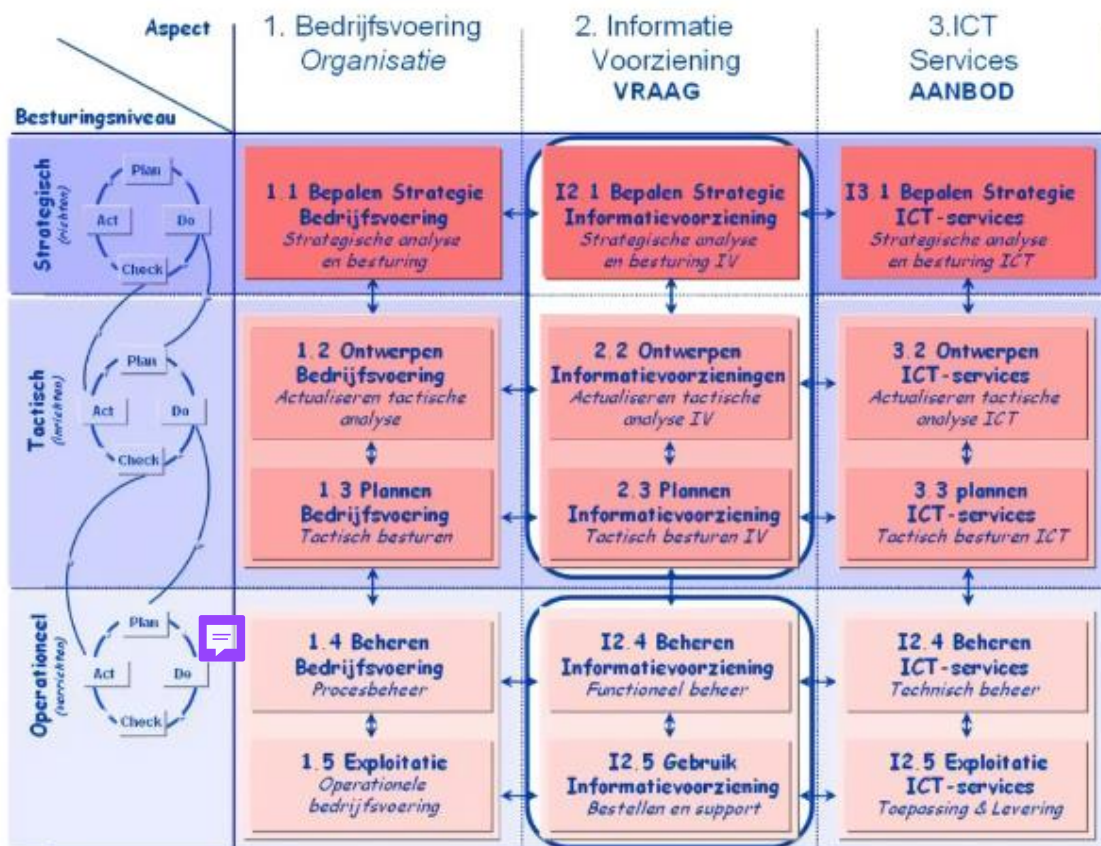 Aspect
1. Bedrijfsvoering
Organisatie
2. Informatie
Voorziening
VRAAG
3.ICT
Services
AANBOD
Besturingsniveau
Strategisch
(richten)
Plan
Act
Do
Check
1.1 Bepalen Strategie
Bedrijfsvoering
Strategische analyse
en besturing
I2.1 Bepalen Strategie
Informatievoorziening
Strategische analyse
en besturing IV
I3.1 Bepalen Strategie
ICT-services
Strategische analyse
en besturing ICT
Tactisch
(inrichten)
Plan
Act
Do
Check
1.2 Ontwerpen
Bedrijfsvoering
Actualiseren tactische
analyse
2.2 Ontwerpen
Informatievoorzieningen
Actualiseren tactische
analyse IV
3.2 Ontwerpen
ICT-services
Actualiseren tactische
analyse ICT
1.3 Plannen
Bedrijfsvoering
Tactisch besturen
2.3 Plannen
Informatievoorziening
Tactisch besturen IV
3.3 plannen
ICT-services
Tactisch besturen ICT
Operationeel
(verrichten)
Plan
Act
Do
Check
1.4 Beheren
Bedrijfsvoering
Procesbeheer
I2.4 Beheren
Informatievoorziening
Functioneel beheer
I2.4 Beheren
ICT-services
Technisch beheer
1.5 Exploitatie
Operationele
bedrijfsvoering
I2.5 Gebruik
Informatievoorziening
Bestellen en support
I2.5 Exploitatie
ICT-services
Toepassing & Levering